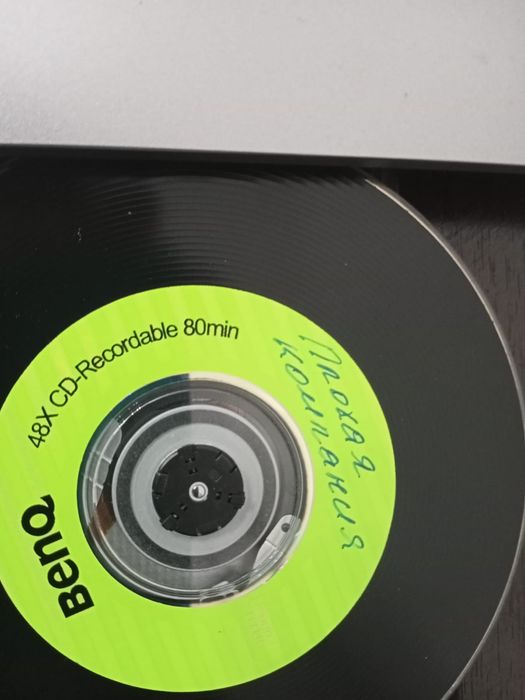 48X CD-Recordable 80min
BenQ
Плохая
компания